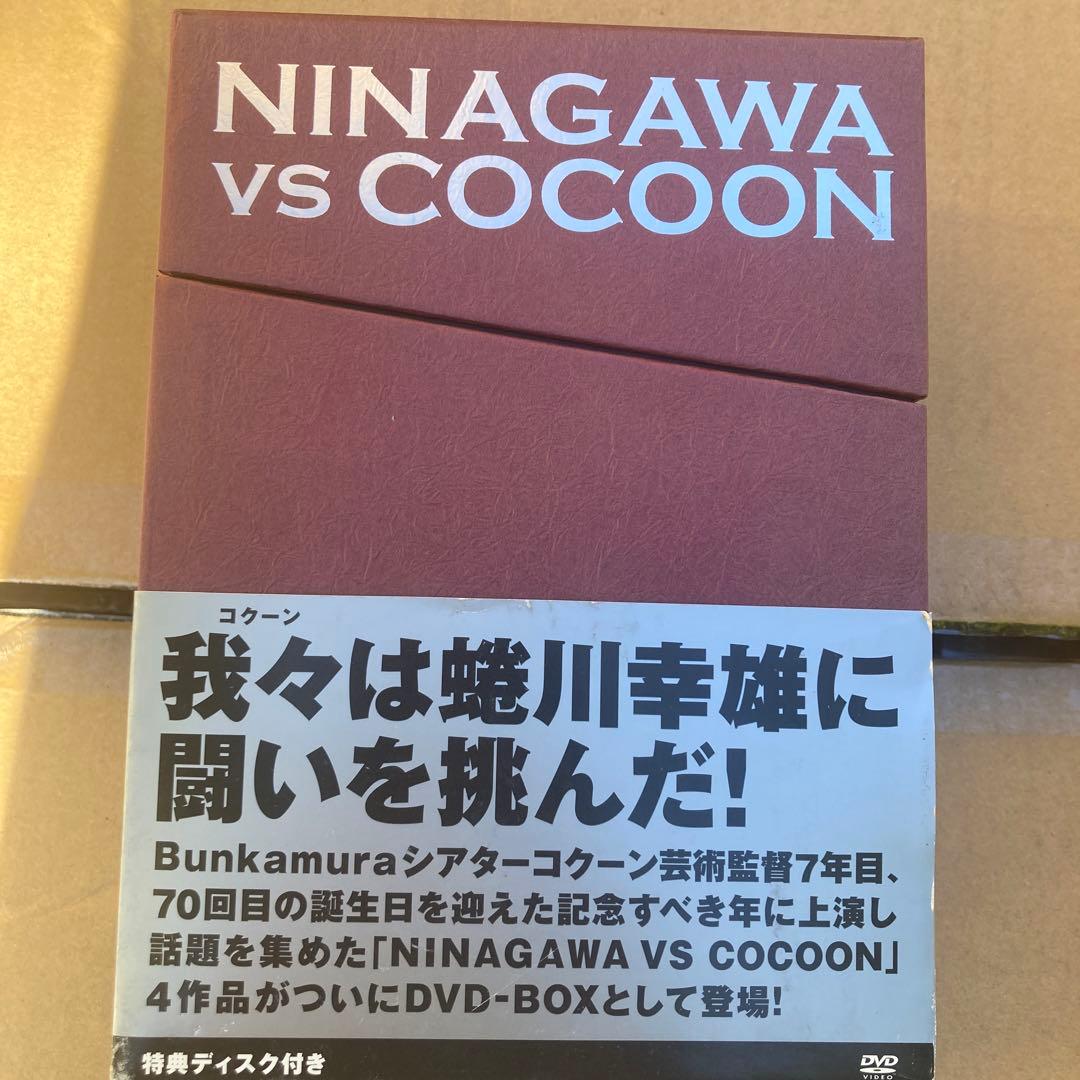 NINAGAWA
VS COCOON
コクーン
我々は蜷川幸雄に
闘いを挑んだ!
Bunkamuraシアターコクーン芸術監督7年目、
70回目の誕生日を迎えた記念すべき年に上演し
話題を集めた「NINAGAWA VS COCOON」
4作品がついにDVD-BOXとして登場!
特典ディスク付き
DVD
VIDEO